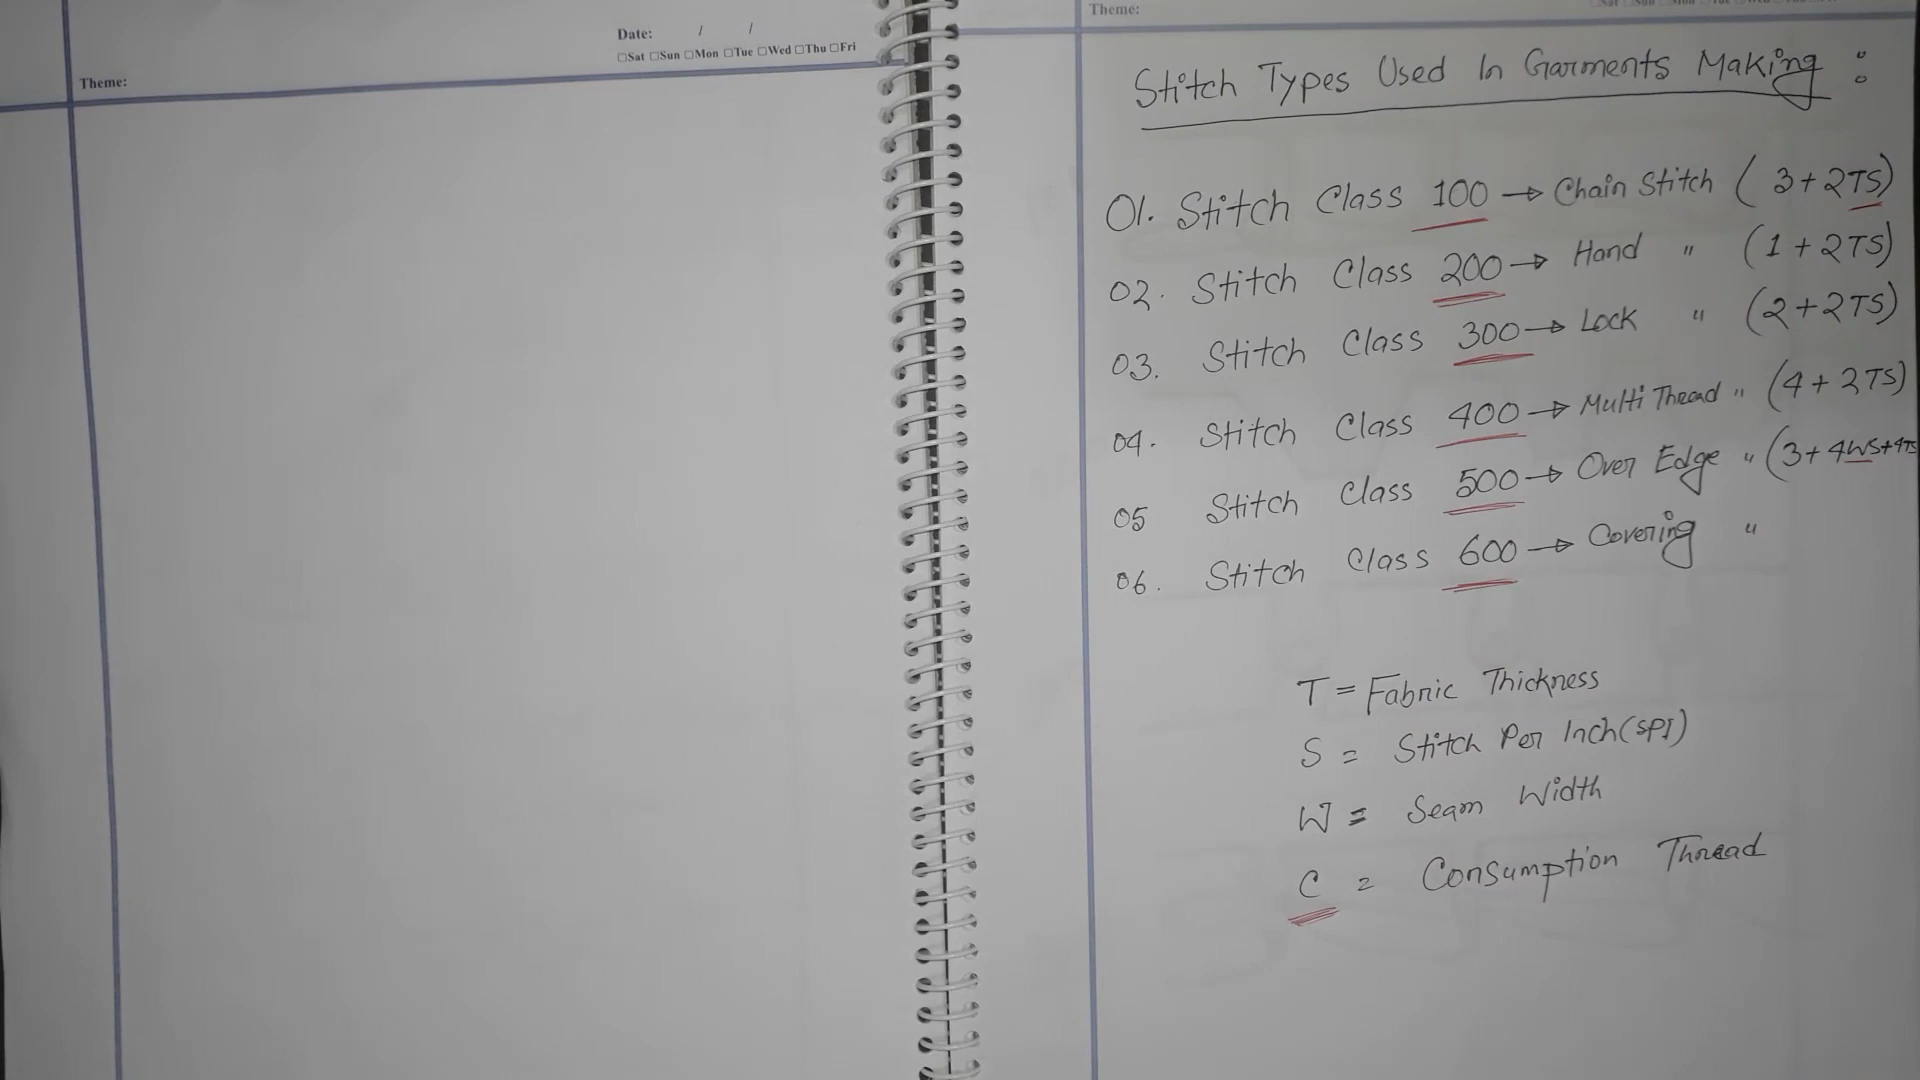 Date: / /
□Sat □Sun □Mon □Tue □Wed □Thu □Fri
Theme:
Theme:
Stitch Types Used In Garments Making :
01. Stitch Class 100 → Chain Stitch (3+2TS)
02. Stitch Class 200 → Hand " (1+2TS)
03. Stitch Class 300 → Lock " (2+2TS)
04. Stitch Class 400 → Multi Thread " (4+2TS)
05 Stitch Class 500 → Over Edge " (3+4WS+4TS
06. Stitch Class 600 → Covering "
T = Fabric Thickness
S = Stitch Per Inch(SPI)
W = Seam Width
C = Consumption Thread